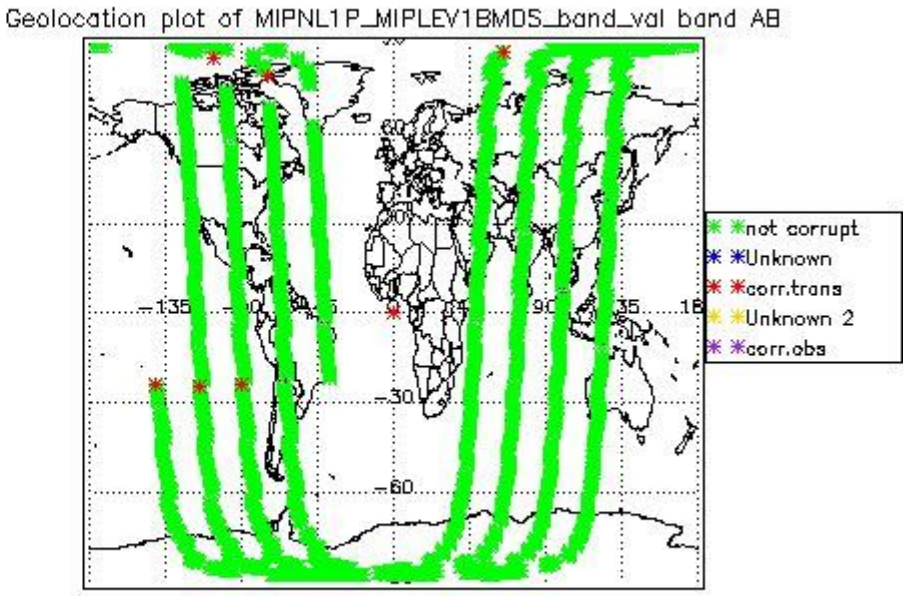 Geolocation plot of MIPNL1P_MIPLEV1BMDS_band_val band AB
60
-135
90
135
-30
-60
not corrupt
Unknown
corr.trans
Unknown 2
corr.obs